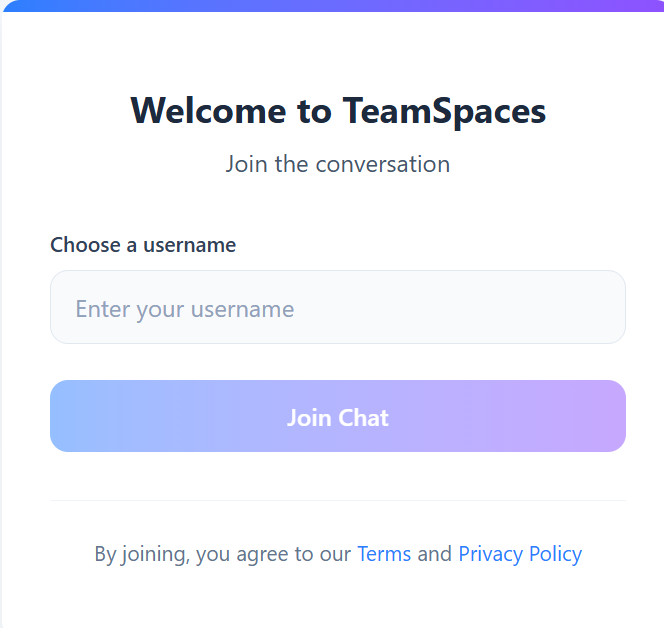 Welcome to TeamSpaces
Join the conversation
Choose a username
Enter your username
Join Chat
By joining, you agree to our Terms and Privacy Policy